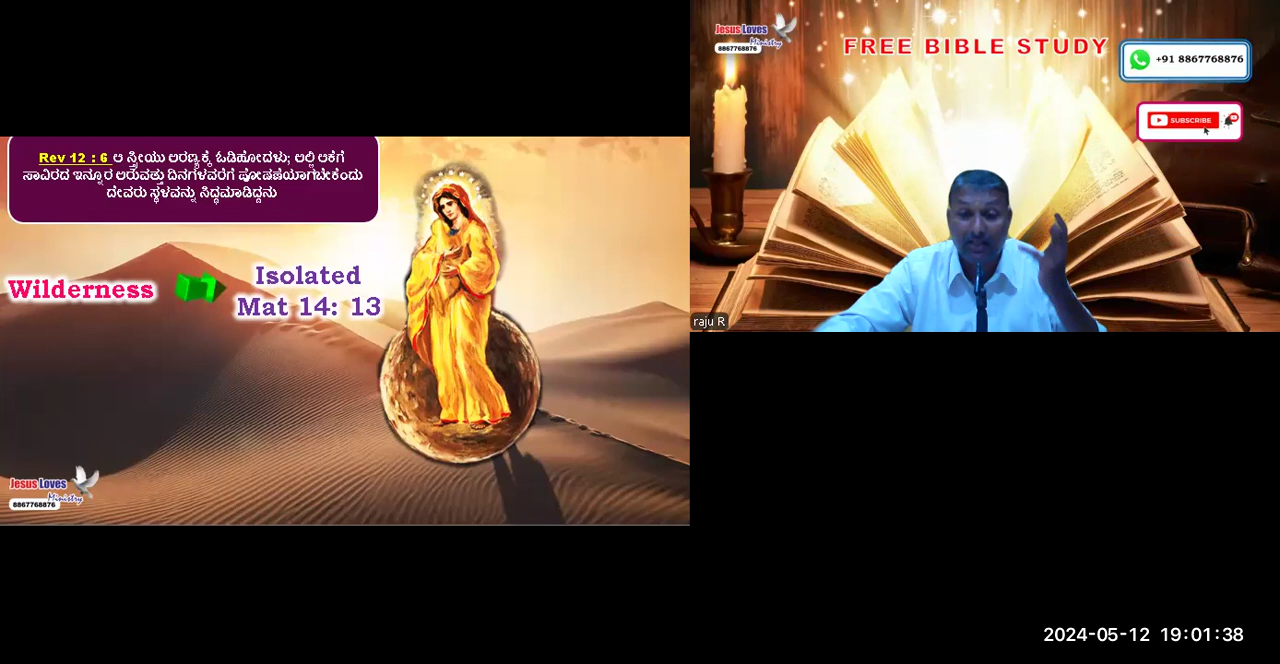 Rev 12 : 6 ಆ ಸ್ತ್ರೀಯು ಅರಣ್ಯಕ್ಕೆ ಓಡಿಹೋದಳು; ಅಲ್ಲಿ ಆಕೆಗೆ
ಸಾವಿರದ ಇನ್ನೂರ ಅರುವತ್ತು ದಿನಗಳವರೆಗೆ ಪೋಷಣೆಯಾಗಬೇಕೆಂದು
ದೇವರು ಸ್ಥಳವನ್ನು ಸಿದ್ಧಮಾಡಿದ್ದನು
Wilderness
Isolated
Mat 14: 13
Jesus Loves
Ministry
8867768876
Jesus Loves
Ministry
8867768876
FREE BIBLE STUDY
+91 8867768876
SUBSCRIBE
raju R
2024-05-12 19:01:38